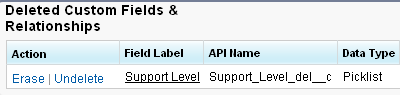 Deleted Custom Fields &
Relationships
Action Field Label API Name Data Type
Erase | Undelete Support Level Support_Level_del__c Picklist